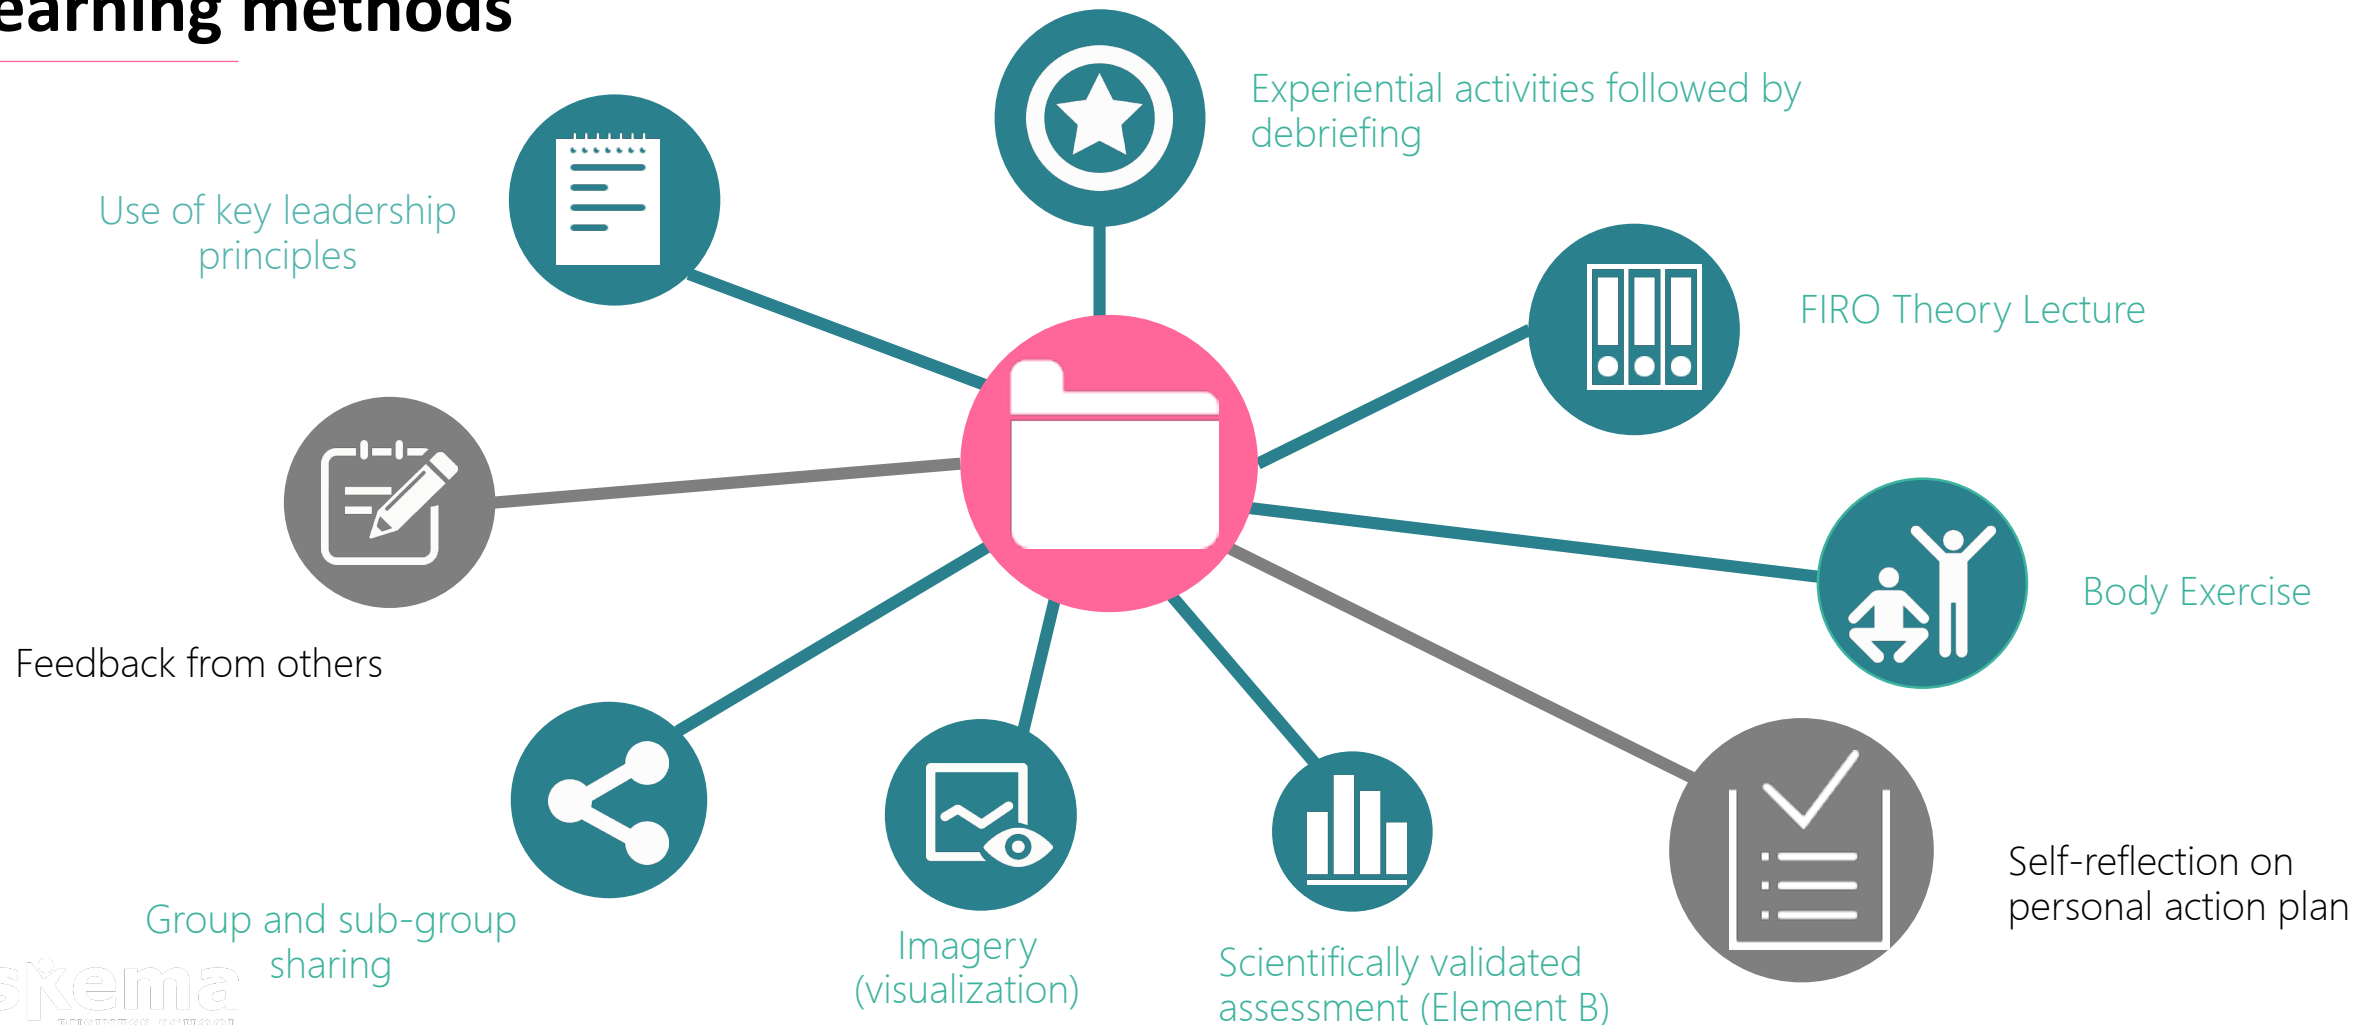 earning methods
Experiential activities followed by
debriefing
Use of key leadership
principles
FIRO Theory Lecture
Body Exercise
Feedback from others
Self-reflection on
personal action plan
Group and sub-group
sharing
Imagery
(visualization)
Scientifically validated
assessment (Element B)
skema
BUSINESS SCHOOL